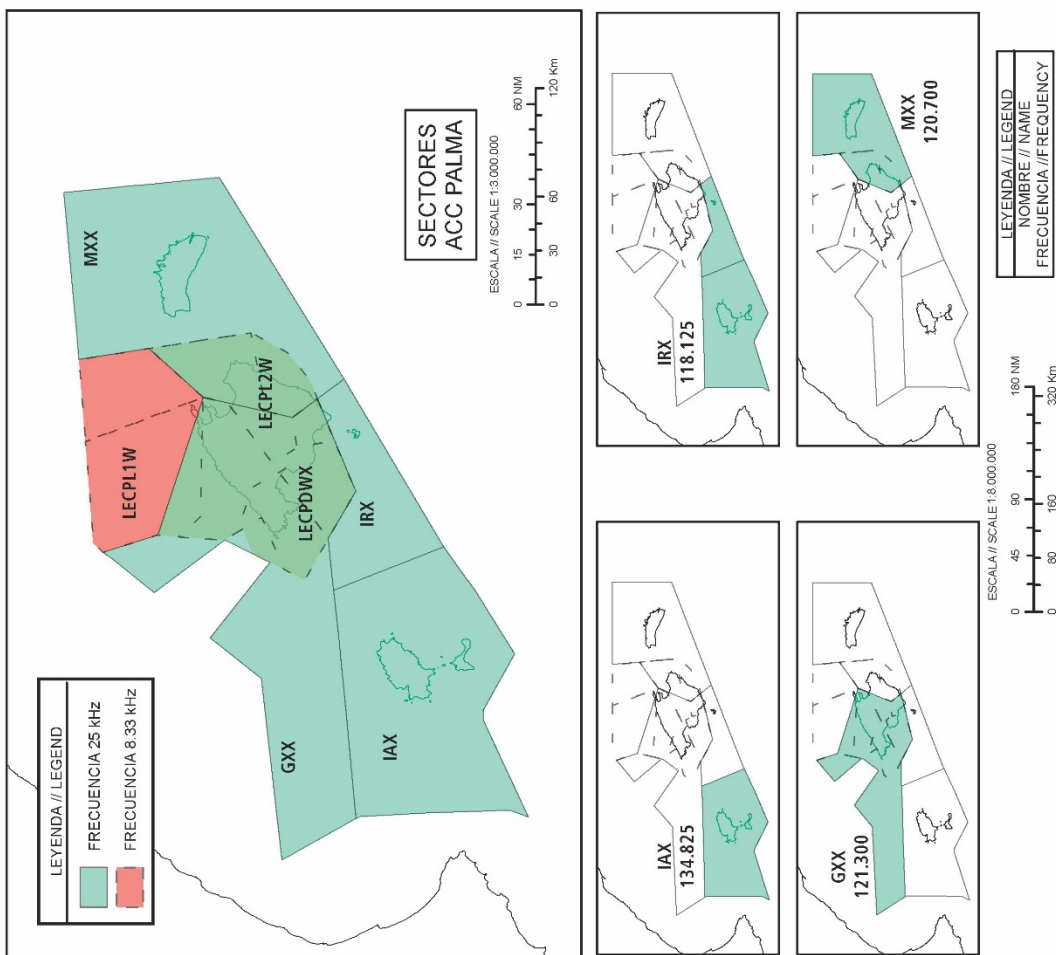 LEYENDA // LEGEND
FRECUENCIA 25 kHz
FRECUENCIA 8.33 kHz
MXX
LECPL1W
LECPL2W
LECPDWX
IRX
GXX
IAX
SECTORES
ACC PALMA
ESCALA // SCALE 1:3.000.000
0 15 30 60 NM
0 30 60 120 Km
IAX
134.825
IRX
118.125
GXX
121.300
MXX
120.700
ESCALA // SCALE 1:8.000.000
0 45 90 180 NM
0 80 160 320 Km
LEYENDA // LEGEND
NOMBRE // NAME
FRECUENCIA //FREQUENCY